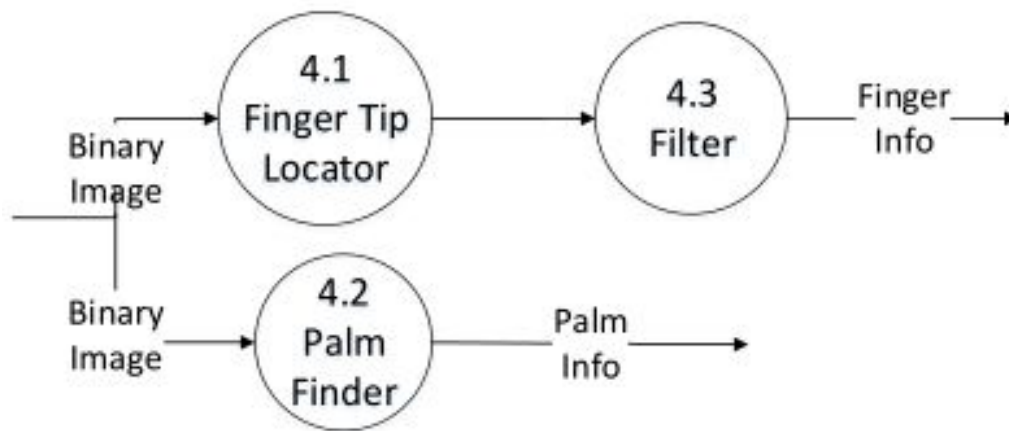 4.1
Finger Tip
Locator
4.3
Filter
Finger
Info
Binary
Image
Binary
Image
4.2
Palm
Finder
Palm
Info